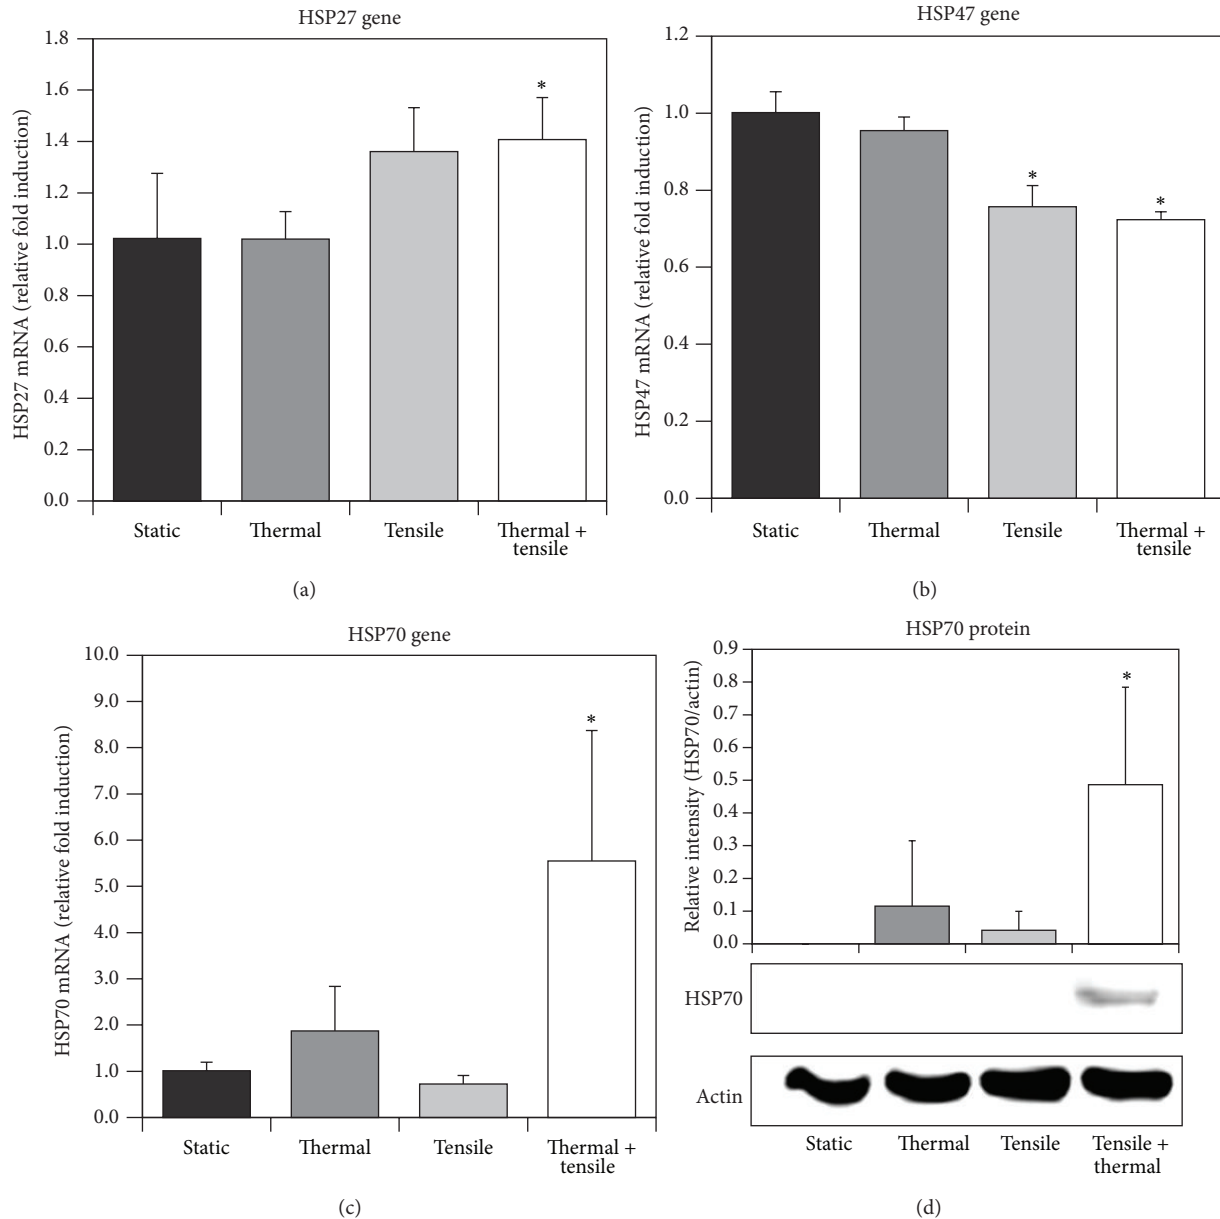 HSP27 gene
HSP27 mRNA (relative fold induction)
1.8
1.6
1.4
1.2
1.0
0.8
0.6
0.4
0.2
0.0
*
Static
Thermal
Tensile
Thermal +
tensile
(a)
HSP47 gene
HSP47 mRNA (relative fold induction)
1.2
1.0
0.8
0.6
0.4
0.2
0.0
*
*
Static
Thermal
Tensile
Thermal +
tensile
(b)
HSP70 gene
HSP70 mRNA (relative fold induction)
10.0
9.0
8.0
7.0
6.0
5.0
4.0
3.0
2.0
1.0
0.0
*
Static
Thermal
Tensile
Thermal +
tensile
(c)
HSP70 protein
Relative intensity (HSP70/actin)
0.9
0.8
0.7
0.6
0.5
0.4
0.3
0.2
0.1
0.0
*
HSP70
Actin
Static
Thermal
Tensile
Tensile +
thermal
(d)